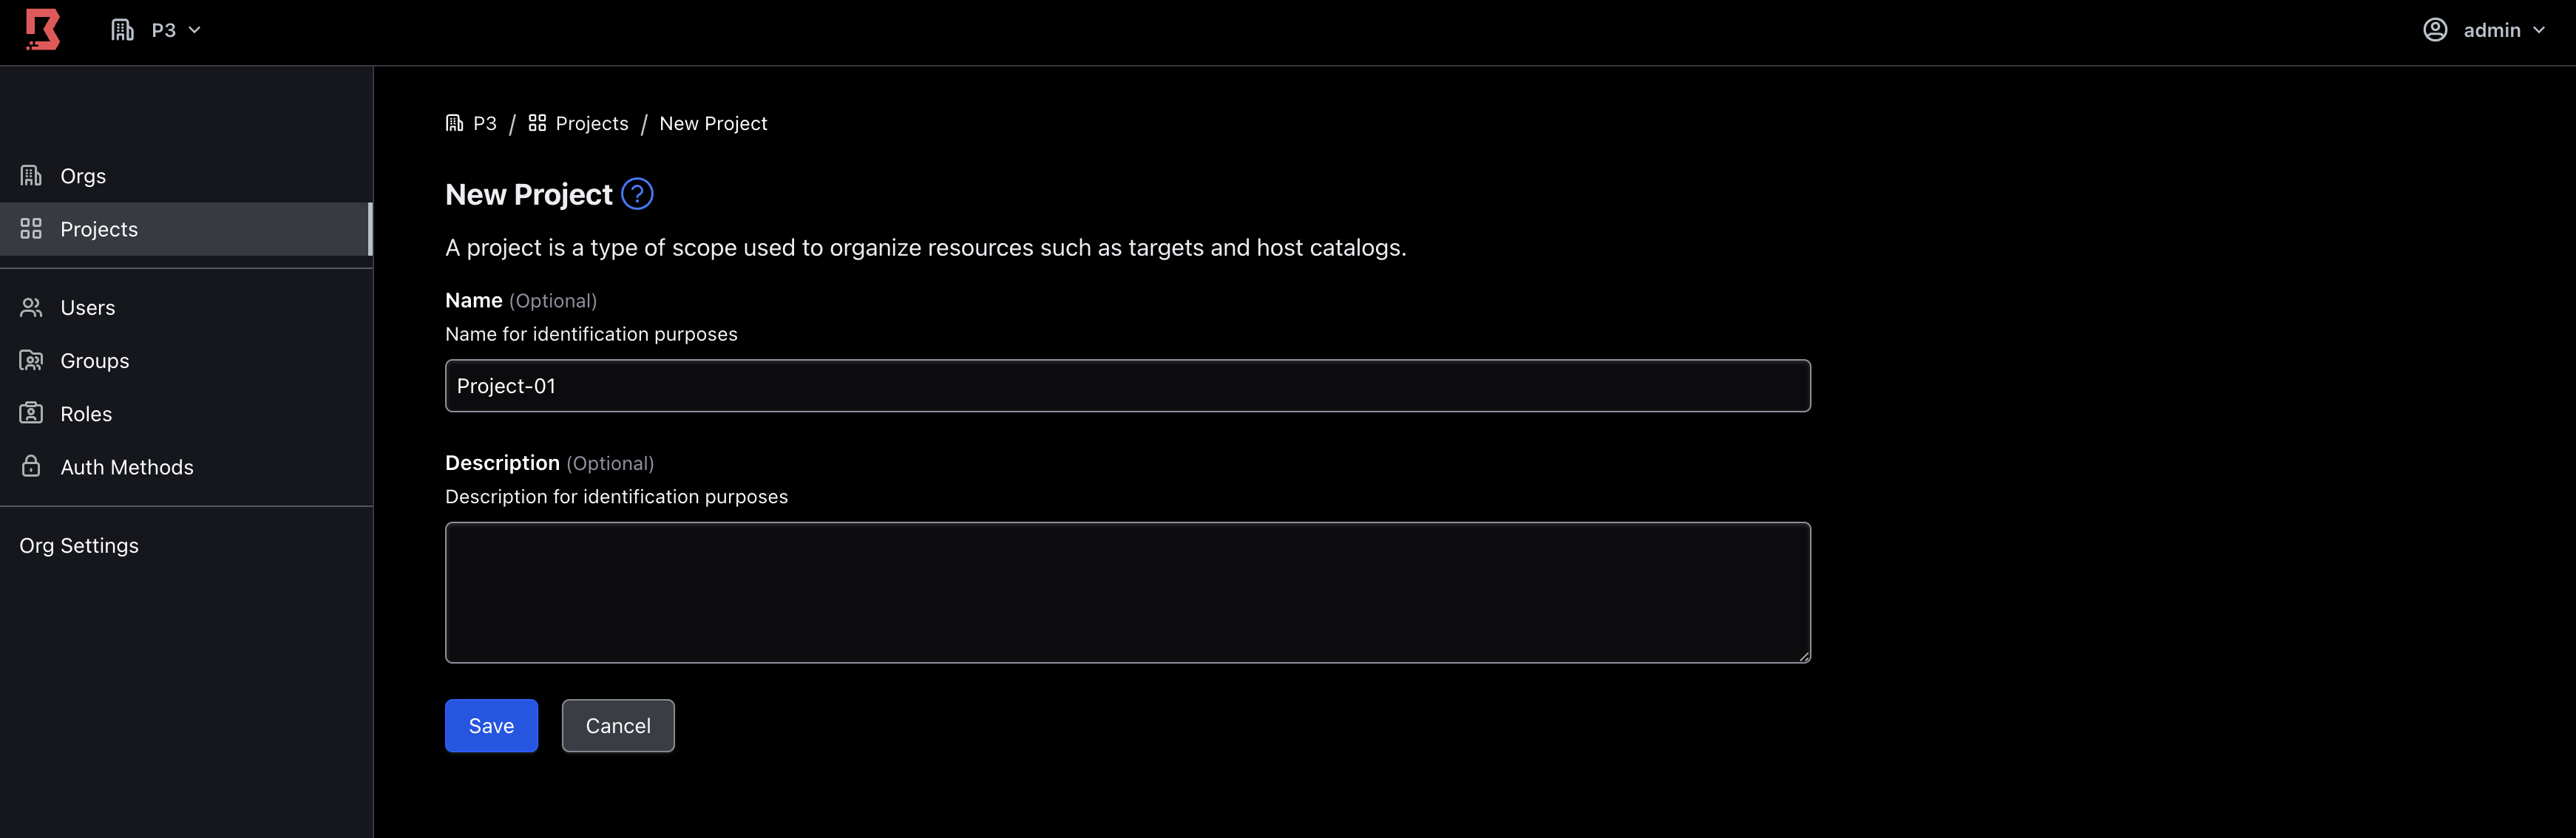 P3
admin
P3 / Projects / New Project
Orgs
Projects
Users
Groups
Roles
Auth Methods
Org Settings
New Project ?
A project is a type of scope used to organize resources such as targets and host catalogs.
Name (Optional)
Name for identification purposes
Project-01
Description (Optional)
Description for identification purposes
Save
Cancel